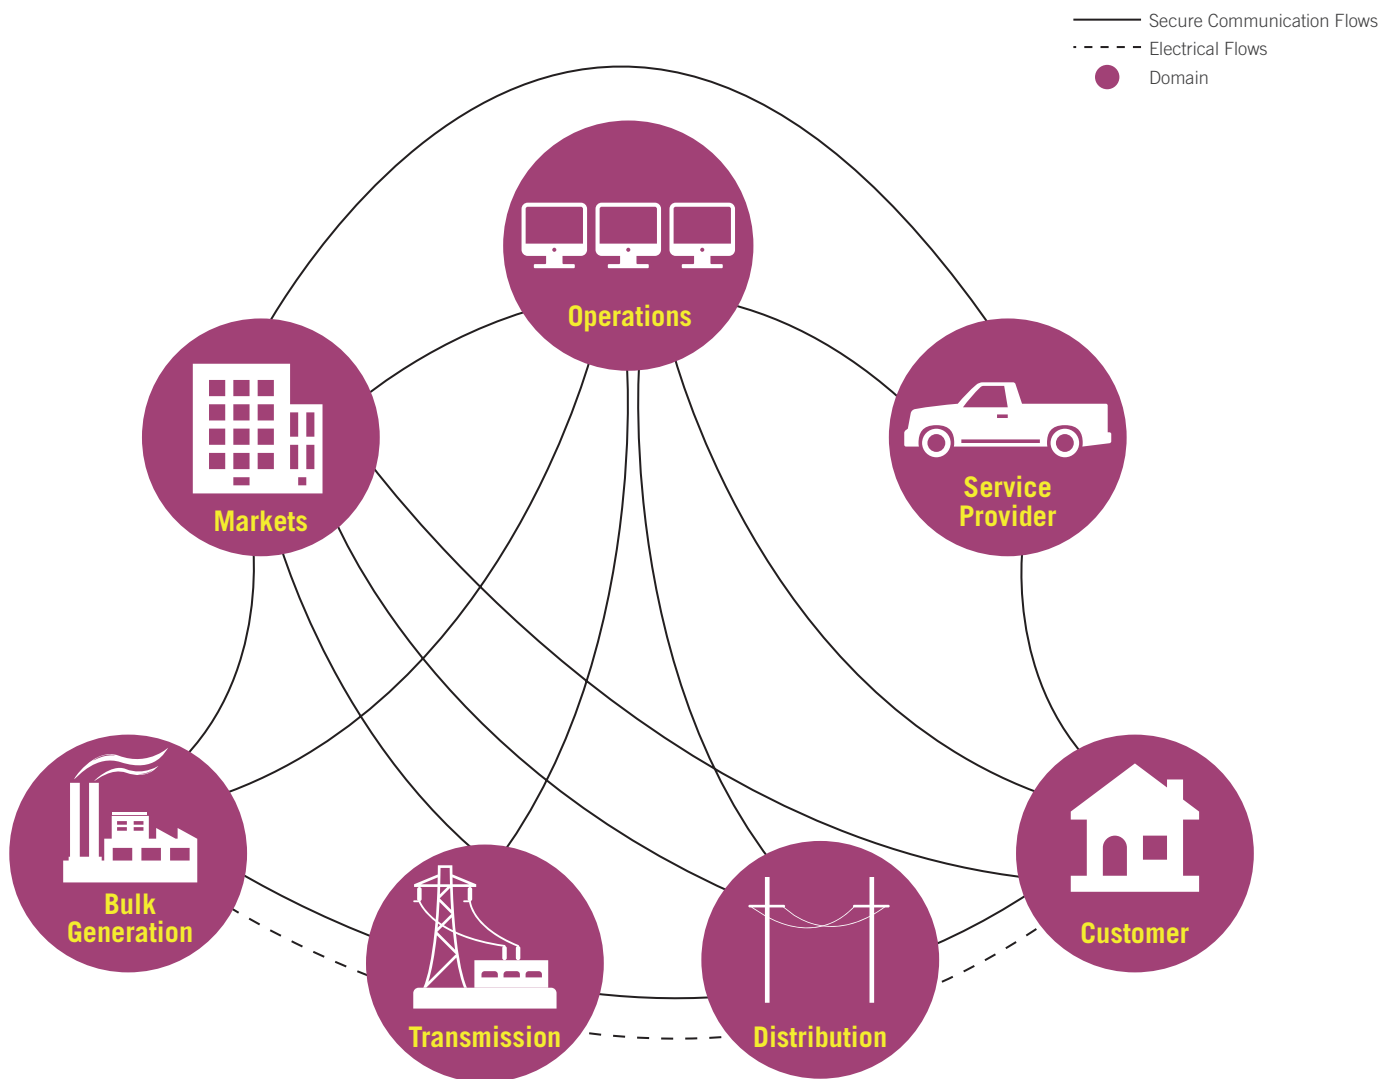 Secure Communication Flows
Electrical Flows
Domain
Operations
Markets
Service
Provider
Bulk
Generation
Transmission
Distribution
Customer